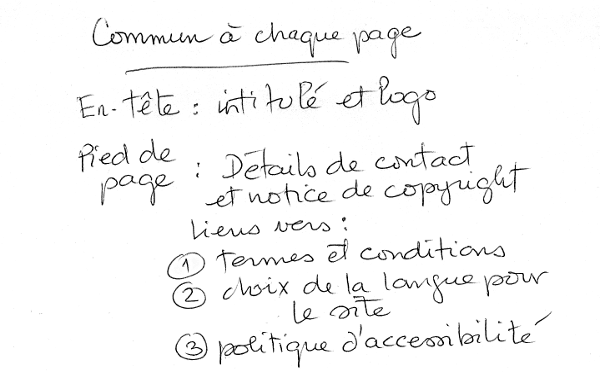 Commun à chaque page
En-tête : intitulé et logo
Pied de page : Détails de contact
et notice de copyright
liens vers :
① termes et conditions
② choix de la langue pour
le site
③ politique d'accessibilité